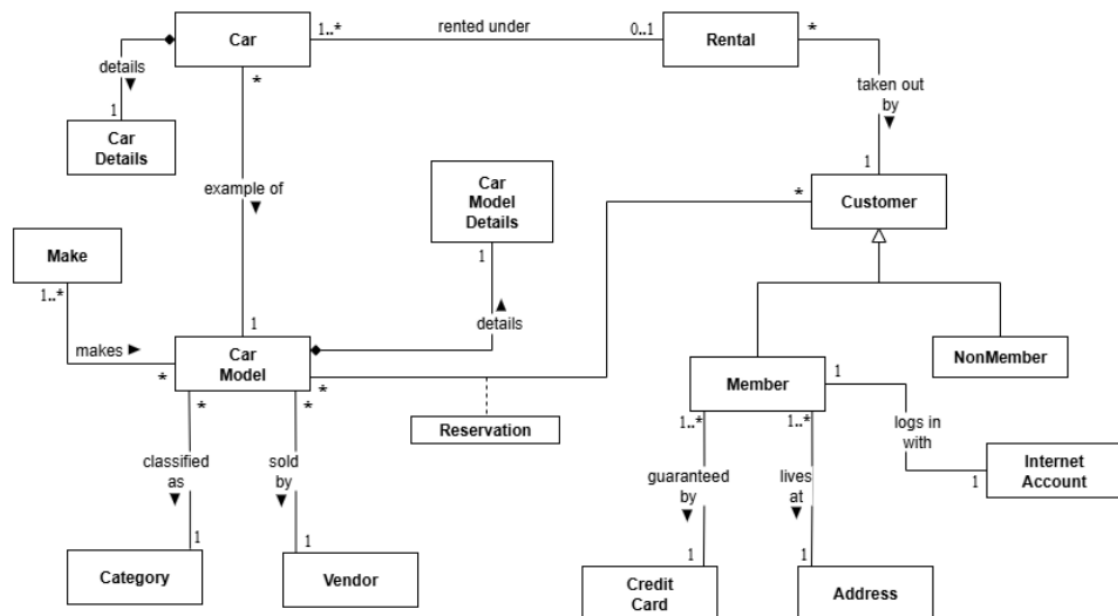 Car
1..*
rented under
0..1
Rental
*
details
▼
*
taken out
by
▼
1
Car
Details
1
Car
Model
Details
*
Customer
example of
▼
Make
1..*
1
▲
details
1
makes ►
*
Car
Model
*
*
*
NonMember
Member
1
Reservation
1..*
1..*
logs in
with
classified
as
▼
sold
by
▼
guaranteed
by
▼
lives
at
▼
1
Internet
Account
1
1
1
1
Category
Vendor
Credit
Card
Address